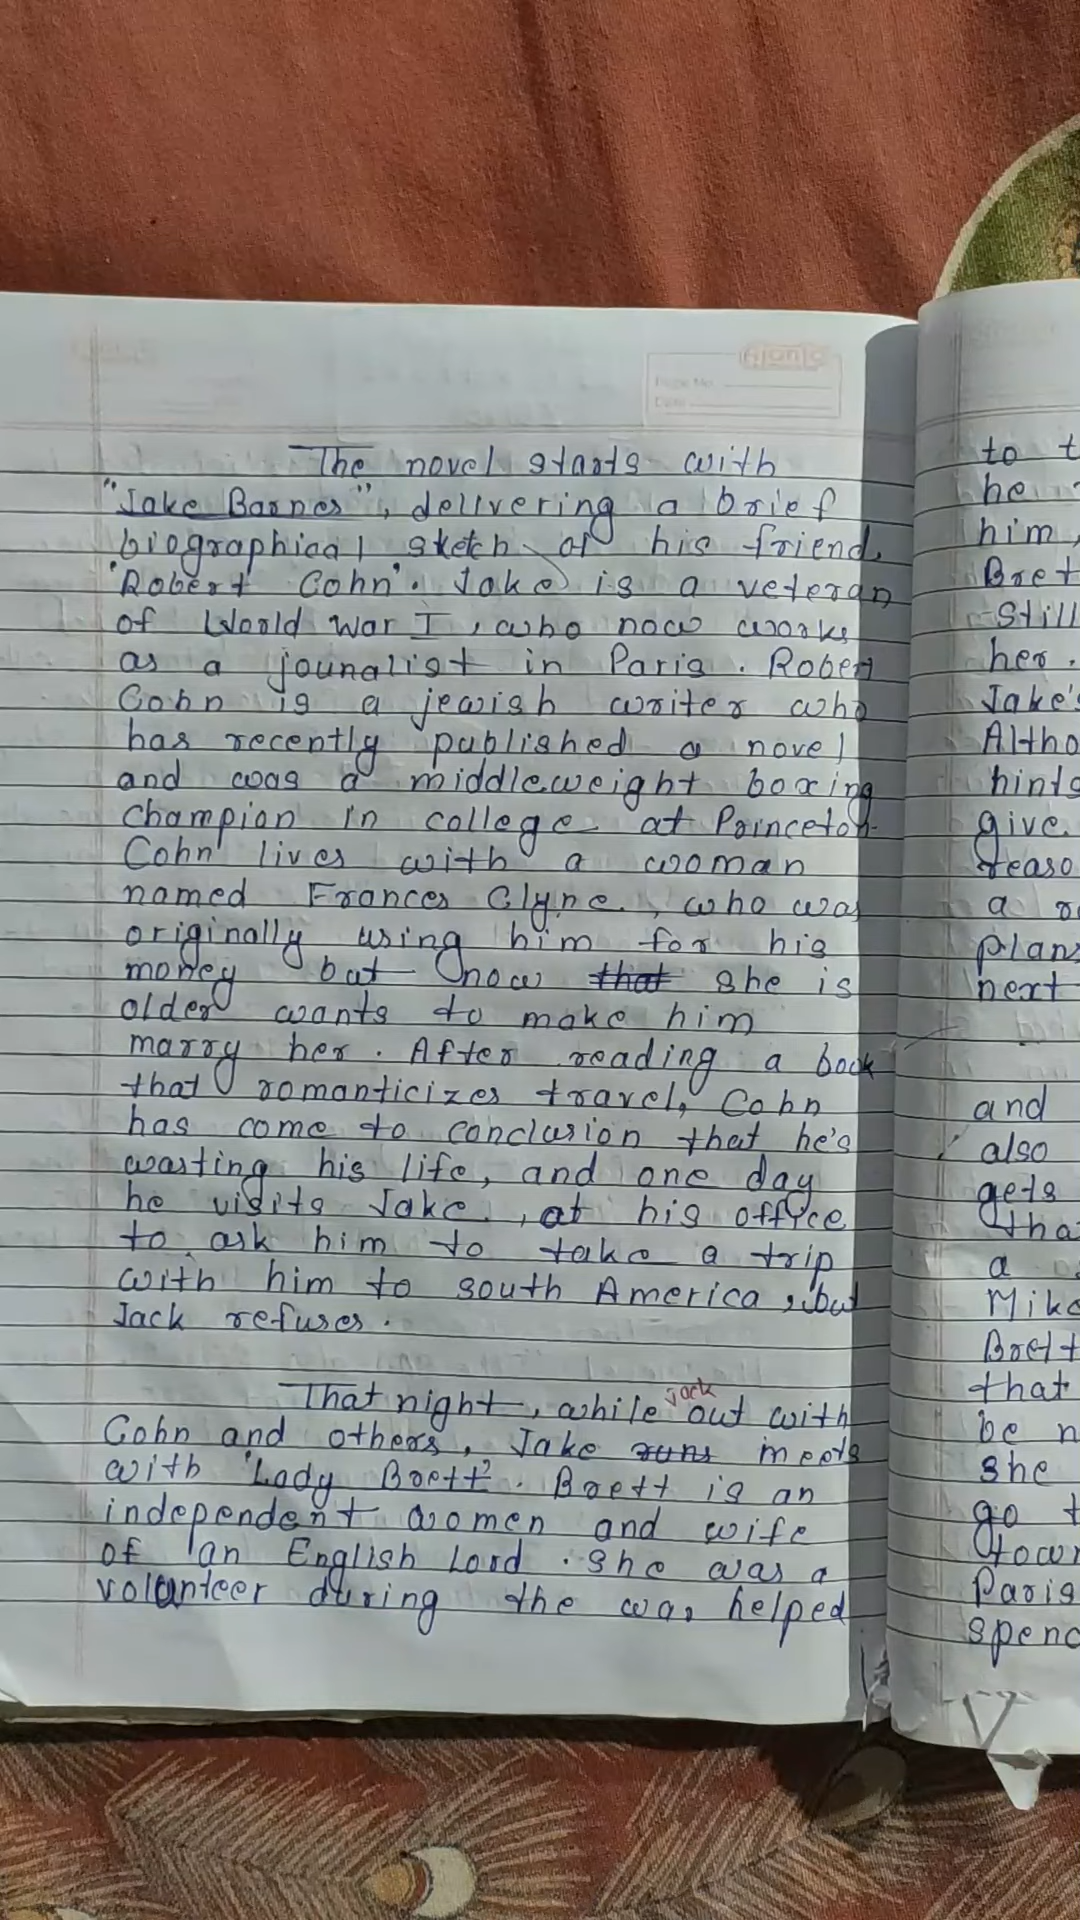 Ajanta
Page No.
Date
The novel starts with
"Jake Barnes", delivering a brief
biographical sketch of his friend,
'Robert Cohn'. Jake is a veteran
of World War I, who now works
as a jounalist in Paris. Robert
Cohn is a jewish writer who
has recently published a novel
and was a middleweight boxing
champion in college at Princeton.
Cohn lives with a woman
named Frances Clyne, who was
originally using him for his
money but now that she is
older wants to make him
marry her. After reading a book
that romanticizes travel, Cohn
has come to conclusion that he's
wasting his life, and one day
he visits Jake, at his office
to ask him to take a trip
with him to south America, but
Jack refuses.
That night, while jack out with
Cohn and others, Jake runs meets
with 'Lady Brett'. Brett is an
independent women and wife
of an English Lord. She was a
volunteer during the war helped
to t
he
him,
Bret
Still
her.
Jake's
Altho
hints
give
reaso
a
plans
next
and
also
gets
tha
a
Mike
Brett
that
be n
she
go t
town
Paris
spend